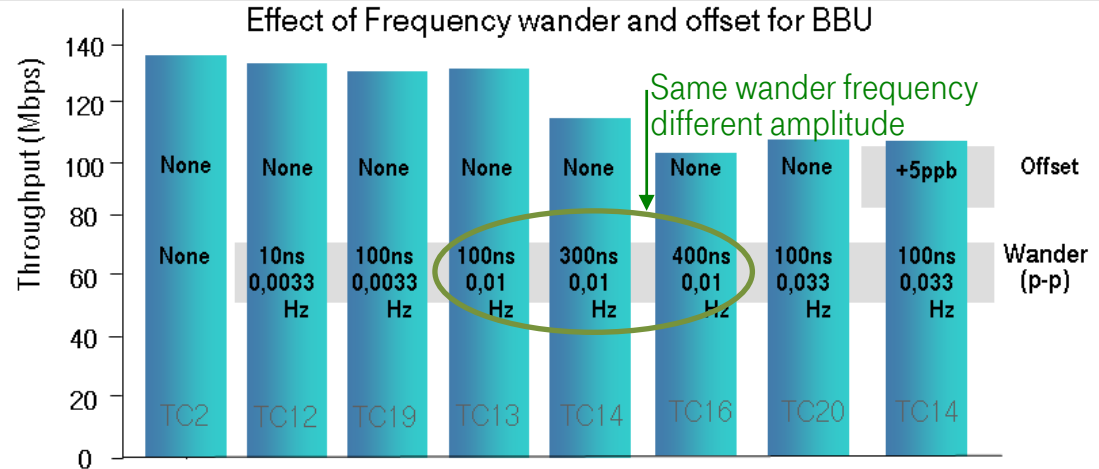 Effect of Frequency wander and offset for BBU
Throughput (Mbps)
140
120
100
80
60
40
20
0
Same wander frequency
different amplitude
None
None
None
None
None
None
None
+5ppb
Offset
None
10ns
0,0033
Hz
100ns
0,0033
Hz
100ns
0,01
Hz
300ns
0,01
Hz
400ns
0,01
Hz
100ns
0,033
Hz
100ns
0,033
Hz
Wander
(p-p)
TC2
TC12
TC19
TC13
TC14
TC16
TC20
TC14